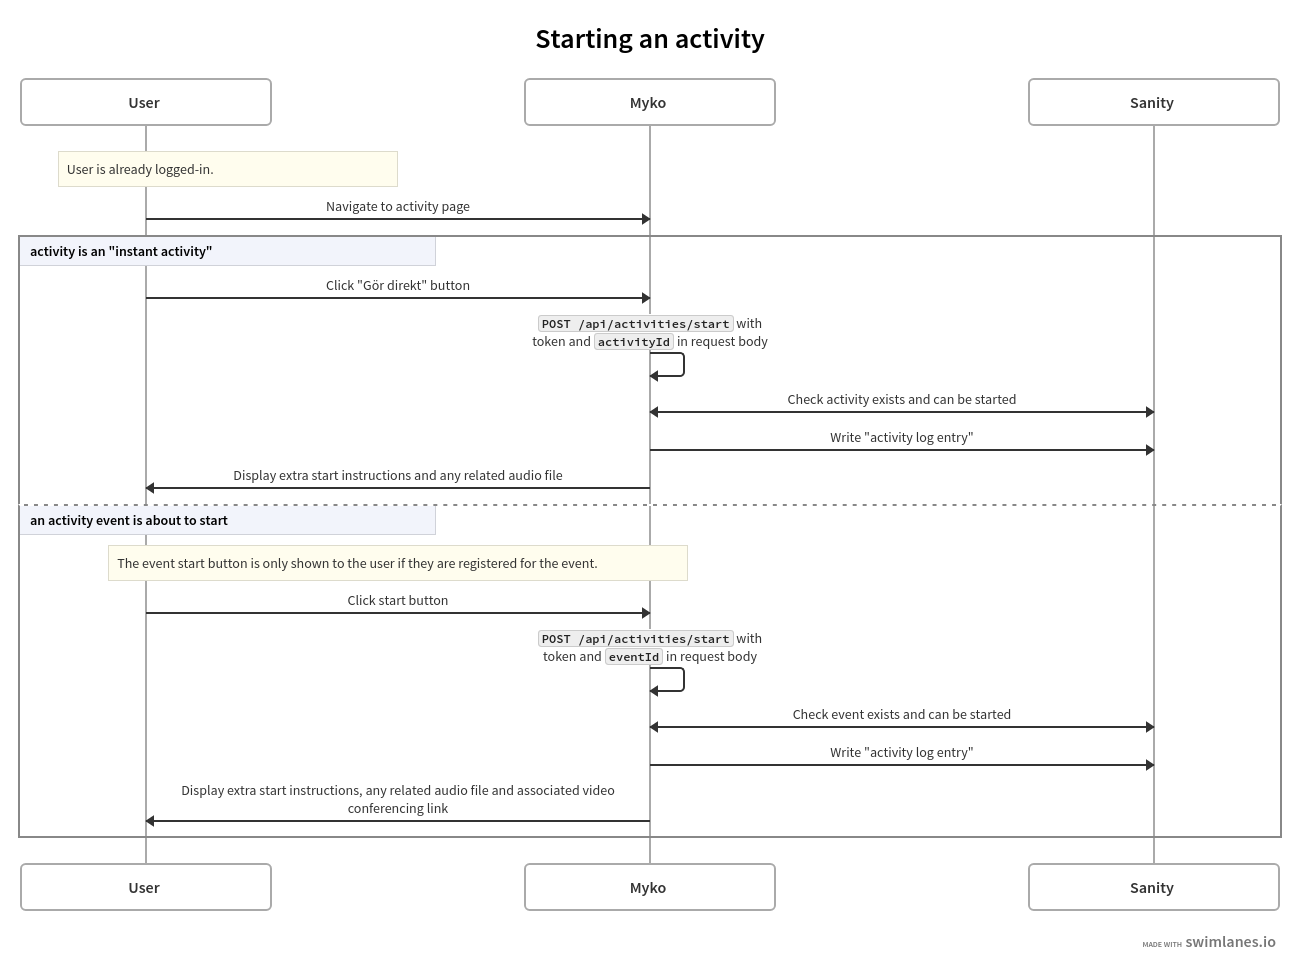 Starting an activity
User
Myko
Sanity
User is already logged-in.
Navigate to activity page
activity is an "instant activity"
Click "Gör direkt" button
POST /api/activities/start with
token and activityId in request body
Check activity exists and can be started
Write "activity log entry"
Display extra start instructions and any related audio file
an activity event is about to start
The event start button is only shown to the user if they are registered for the event.
Click start button
POST /api/activities/start with
token and eventId in request body
Check event exists and can be started
Write "activity log entry"
Display extra start instructions, any related audio file and associated video
conferencing link
User
Myko
Sanity
MADE WITH swimlanes.io